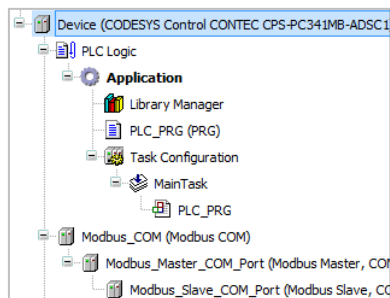 Device (CODESYS Control CONTEC CPS-PC341MB-ADSC1
PLC Logic
Application
Library Manager
PLC_PRG (PRG)
Task Configuration
MainTask
PLC_PRG
Modbus_COM (Modbus COM)
Modbus_Master_COM_Port (Modbus Master, COM
Modbus_Slave_COM_Port (Modbus Slave, CO